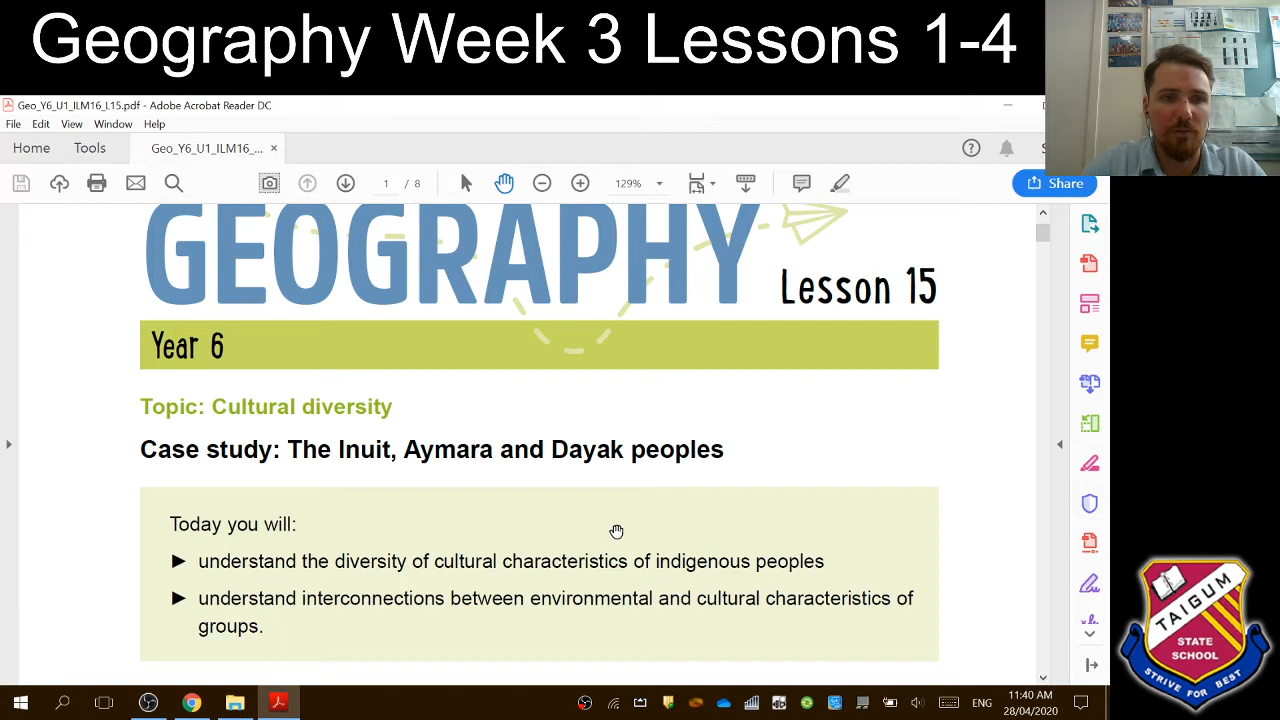 Geography Week 3 Lessons 1-4
Geo_Y6_U1_ILM16_L15.pdf - Adobe Acrobat Reader DC
File Edit View Window Help
Home Tools Geo_Y6_U1_ILM16_... ×
1 / 8 129% Share
GEOGRAPHY Lesson 15
Year 6
Topic: Cultural diversity
Case study: The Inuit, Aymara and Dayak peoples
Today you will:
► understand the diversity of cultural characteristics of indigenous peoples
► understand interconnections between environmental and cultural characteristics of
groups.
TAIGUM
STATE
SCHOOL
STRIVE FOR BEST
ENG
11:40 AM
28/04/2020